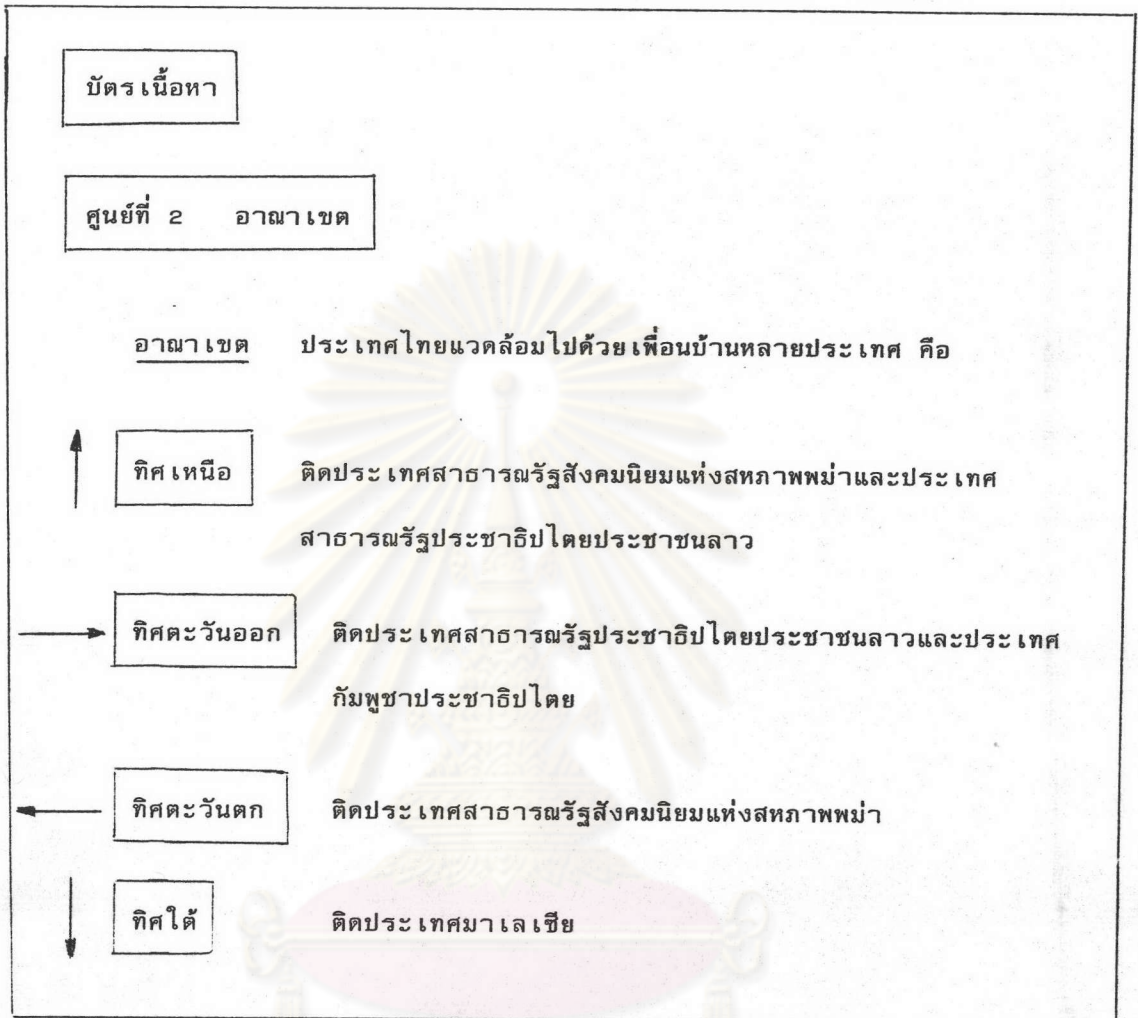 บัตรเนื้อหา
ศูนย์ที่ 2 อาณาเขต
อาณาเขต ประเทศไทยแวดล้อมไปด้วยเพื่อนบ้านหลายประเทศ คือ
ทิศเหนือ ติดประเทศสาธารณรัฐสังคมนิยมแห่งสหภาพพม่าและประเทศ
สาธารณรัฐประชาธิปไตยประชาชนลาว
ทิศตะวันออก ติดประเทศสาธารณรัฐประชาธิปไตยประชาชนลาวและประเทศ
กัมพูชาประชาธิปไตย
ทิศตะวันตก ติดประเทศสาธารณรัฐสังคมนิยมแห่งสหภาพพม่า
ทิศใต้ ติดประเทศมาเลเซีย